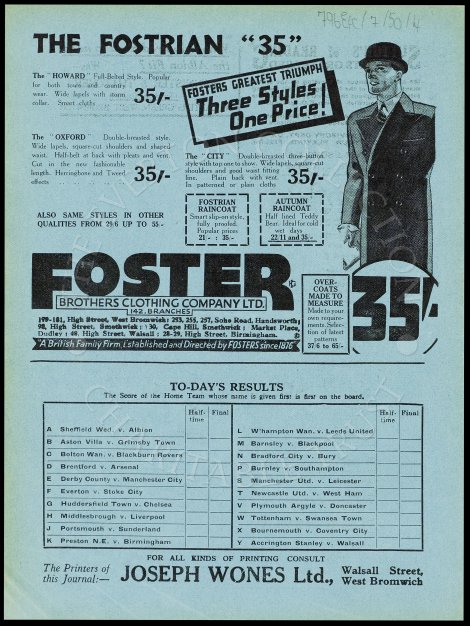 796EFC/7/50/4
THE FOSTRIAN "35"
The "HOWARD" Full-Belted Style. Popular
for both town and country
wear. Wide lapels with storm
collar. Smart cloths 35/-
The "OXFORD" Double-breasted style.
Wide lapels, square-cut shoulders and shaped
waist. Half-belt at back with pleats and vent.
Cut in the new fashionable
length. Herringbone and Tweed
effects 35/-
ALSO SAME STYLES IN OTHER
QUALITIES FROM 29/6 UP TO 55/-
FOSTERS GREATEST TRIUMPH
Three Styles
One Price!
The "CITY" Double-breasted three-button
style with top one to show. Wide lapels, square-cut
shoulders and good waist fitting
line. Plain back with vent.
In patterned or plain cloths 35/-
FOSTRIAN
RAINCOAT
Smart slip-on style,
fully proofed.
Popular prices
21/- : 35/-
AUTUMN
RAINCOAT
Half lined Teddy
Bear. Ideal for cold
wet days
22/11 and 35/-
FOSTER
BROTHERS CLOTHING COMPANY LTD.
142 BRANCHES
179-181, High Street, West Bromwich; 293, 255, 257, Soho Road, Handsworth;
98, High Street, Smethwick; 30, Cape Hill, Smethwick; Market Place,
Dudley; 68, High Street, Walsall; 28-29, High Street, Birmingham.
"A British Family Firm, Established and Directed by FOSTERS since 1876"
OVER-
COATS
MADE TO
MEASURE
Made to your
own require-
ments. Selec-
tion of latest
patterns
37/6 to 65/-
35/-
TO-DAY'S RESULTS
The Score of the Home Team whose name is given first is first on the board.
Half-time Final Half-time Final
A Sheffield Wed. v. Albion
B Aston Villa v. Grimsby Town
C Bolton Wan. v. Blackburn Rovers
D Brentford v. Arsenal
E Derby County v. Manchester City
F Everton v. Stoke City
G Huddersfield Town v. Chelsea
H Middlesbrough v. Liverpool
J Portsmouth v. Sunderland
K Preston N.E. v. Birmingham
L W'hampton Wan. v. Leeds United
M Barnsley v. Blackpool
N Bradford City v. Bury
P Burnley v. Southampton
S Manchester Utd. v. Leicester
T Newcastle Utd. v. West Ham
V Plymouth Argyle v. Doncaster
W Tottenham v. Swansea Town
X Bournemouth v. Coventry City
Y Accrington Stanley v. Walsall
FOR ALL KINDS OF PRINTING CONSULT
The Printers of
this Journal:— JOSEPH WONES Ltd., Walsall Street,
West Bromwich